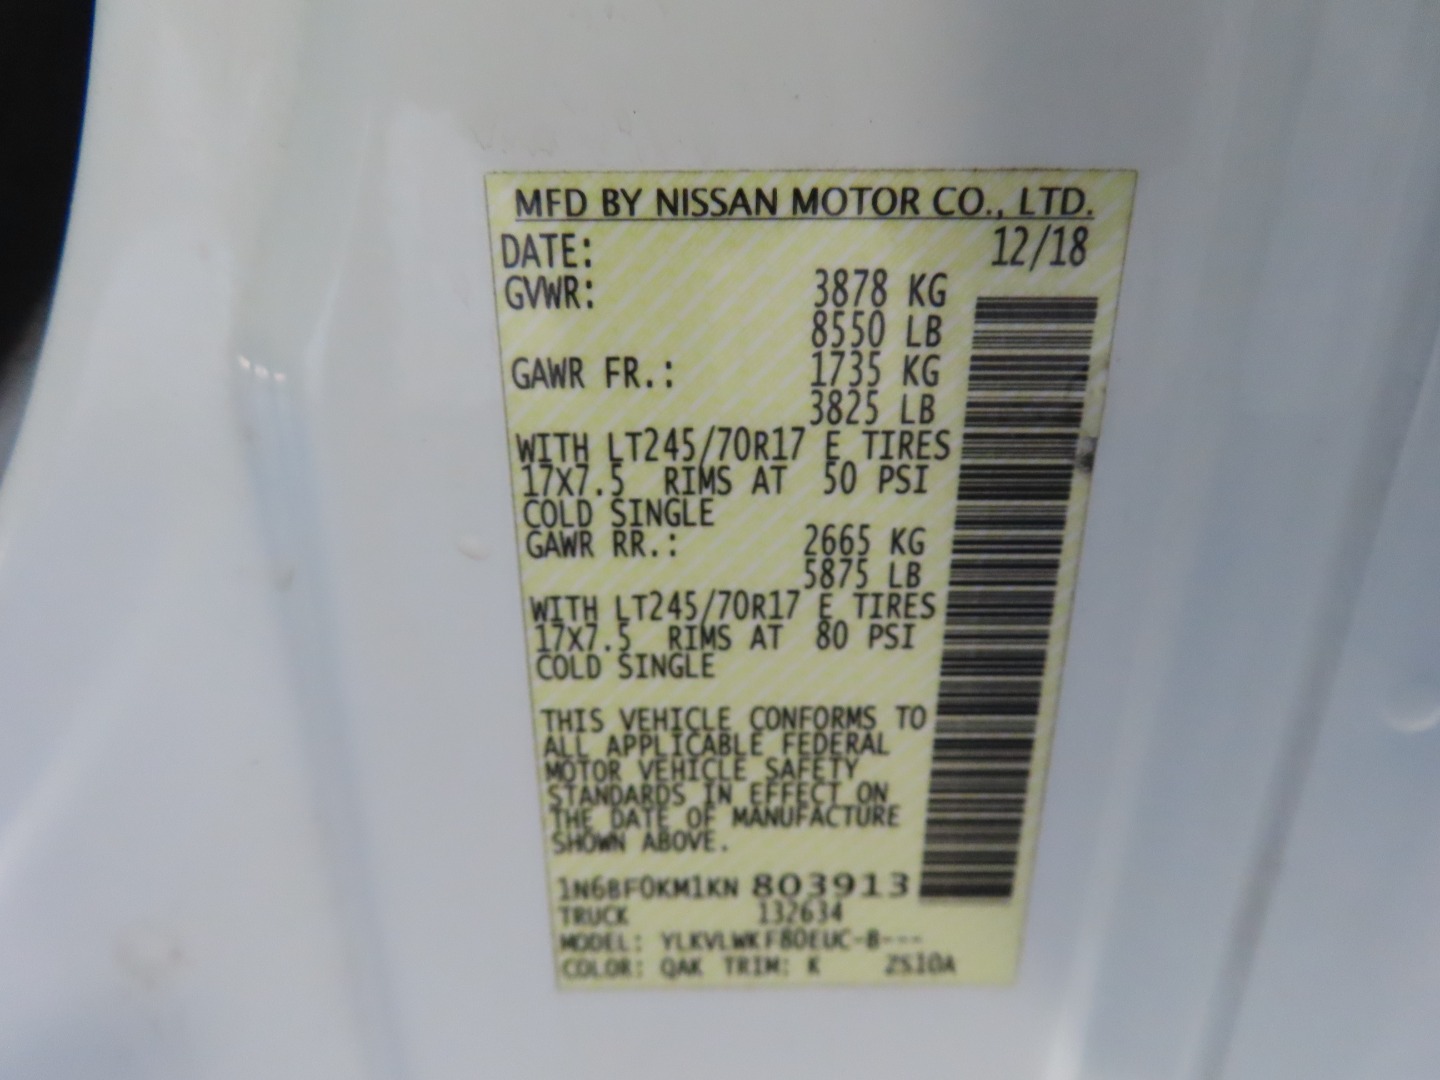 MFD BY NISSAN MOTOR CO., LTD.
DATE: 12/18
GVWR: 3878 KG
8550 LB
GAWR FR.: 1735 KG
3825 LB
WITH LT245/70R17 E TIRES
17X7.5 RIMS AT 50 PSI
COLD SINGLE
GAWR RR.: 2665 KG
5875 LB
WITH LT245/70R17 E TIRES
17X7.5 RIMS AT 80 PSI
COLD SINGLE
THIS VEHICLE CONFORMS TO
ALL APPLICABLE FEDERAL
MOTOR VEHICLE SAFETY
STANDARDS IN EFFECT ON
THE DATE OF MANUFACTURE
SHOWN ABOVE.
1N6BF0KM1KN 803913
TRUCK 132634
MODEL: YLKVLWKF80EUC-B---
COLOR: QAK TRIM: K 2S10A